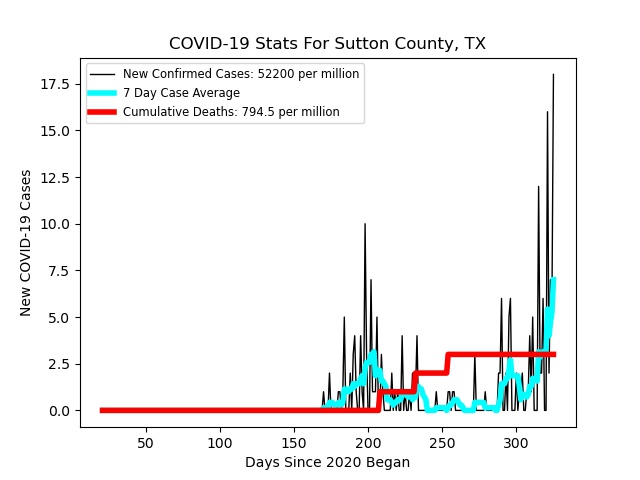 COVID-19 Stats For Sutton County, TX
New Confirmed Cases: 52200 per million
7 Day Case Average
Cumulative Deaths: 794.5 per million
New COVID-19 Cases
17.5
15.0
12.5
10.0
7.5
5.0
2.5
0.0
50 100 150 200 250 300
Days Since 2020 Began